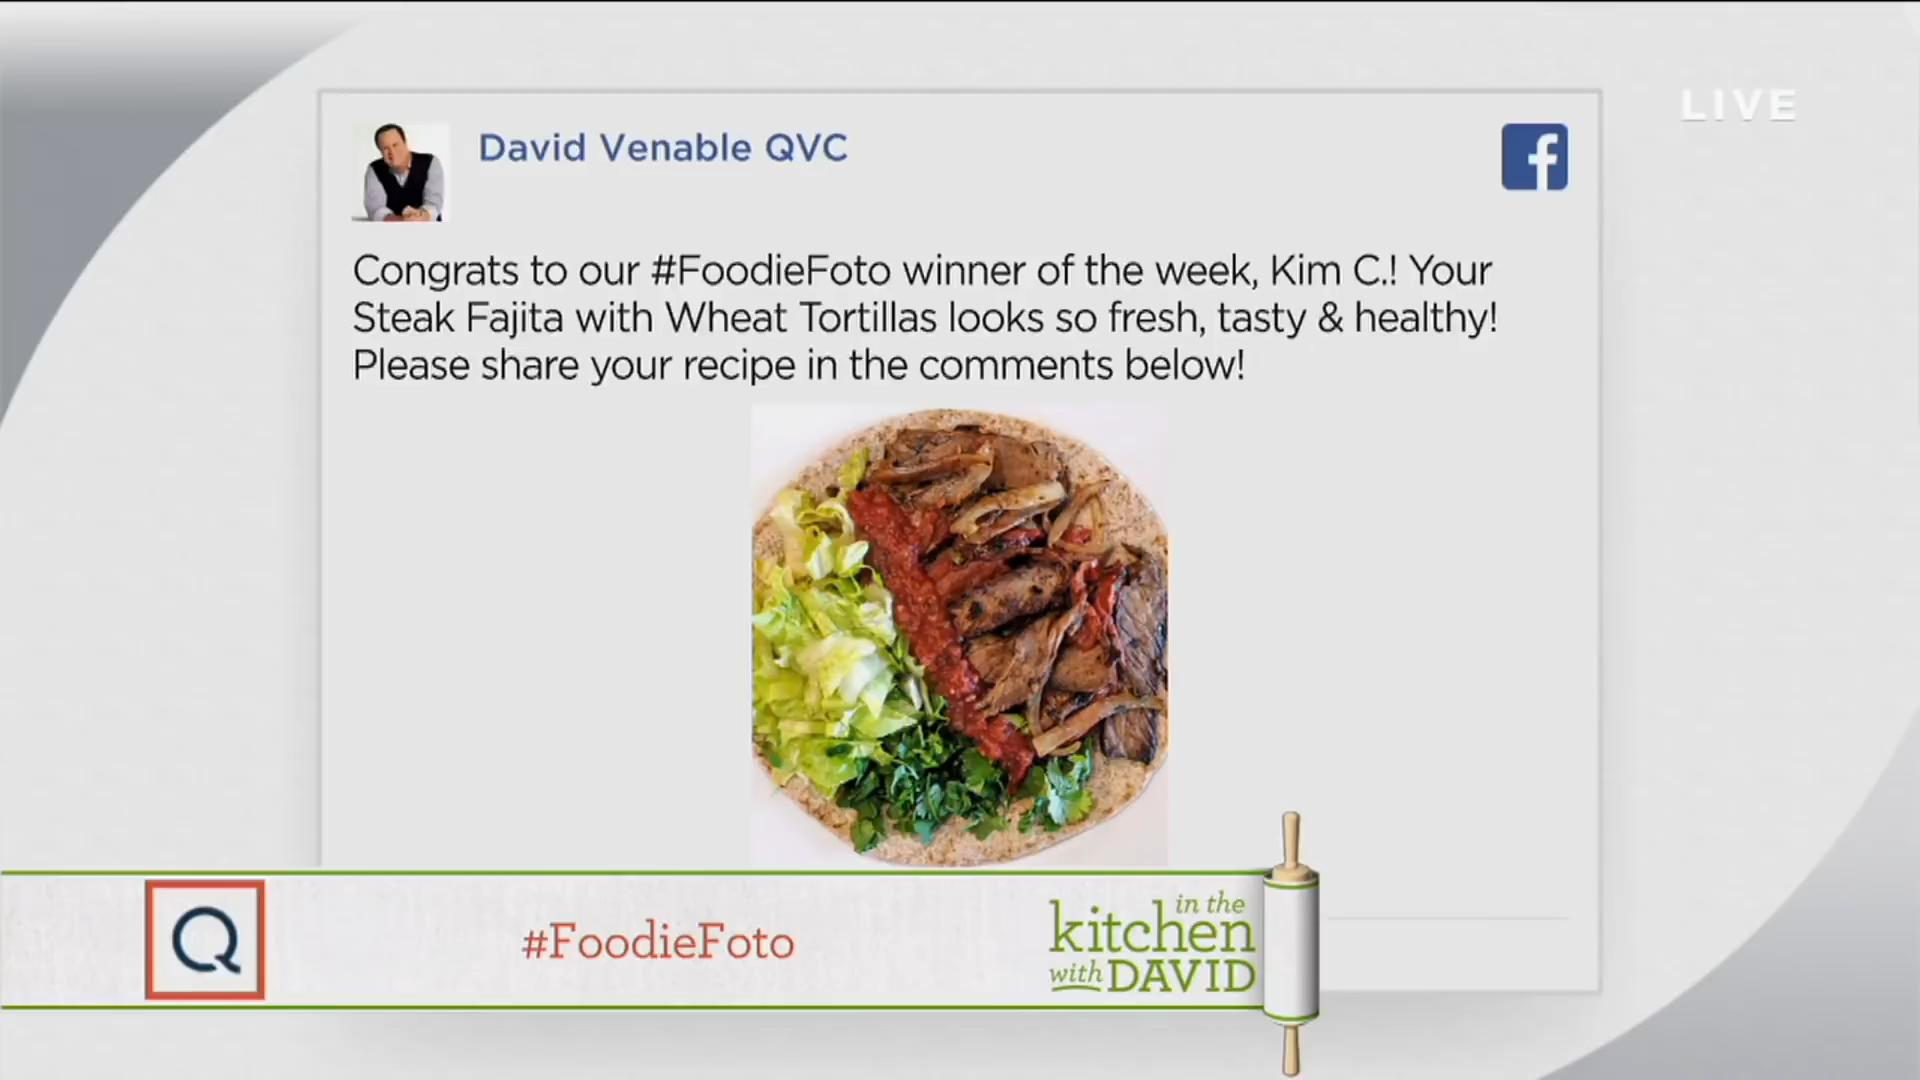 LIVE
David Venable QVC
Congrats to our #FoodieFoto winner of the week, Kim C.! Your
Steak Fajita with Wheat Tortillas looks so fresh, tasty & healthy!
Please share your recipe in the comments below!
Q
#FoodieFoto
in the
kitchen
with DAVID